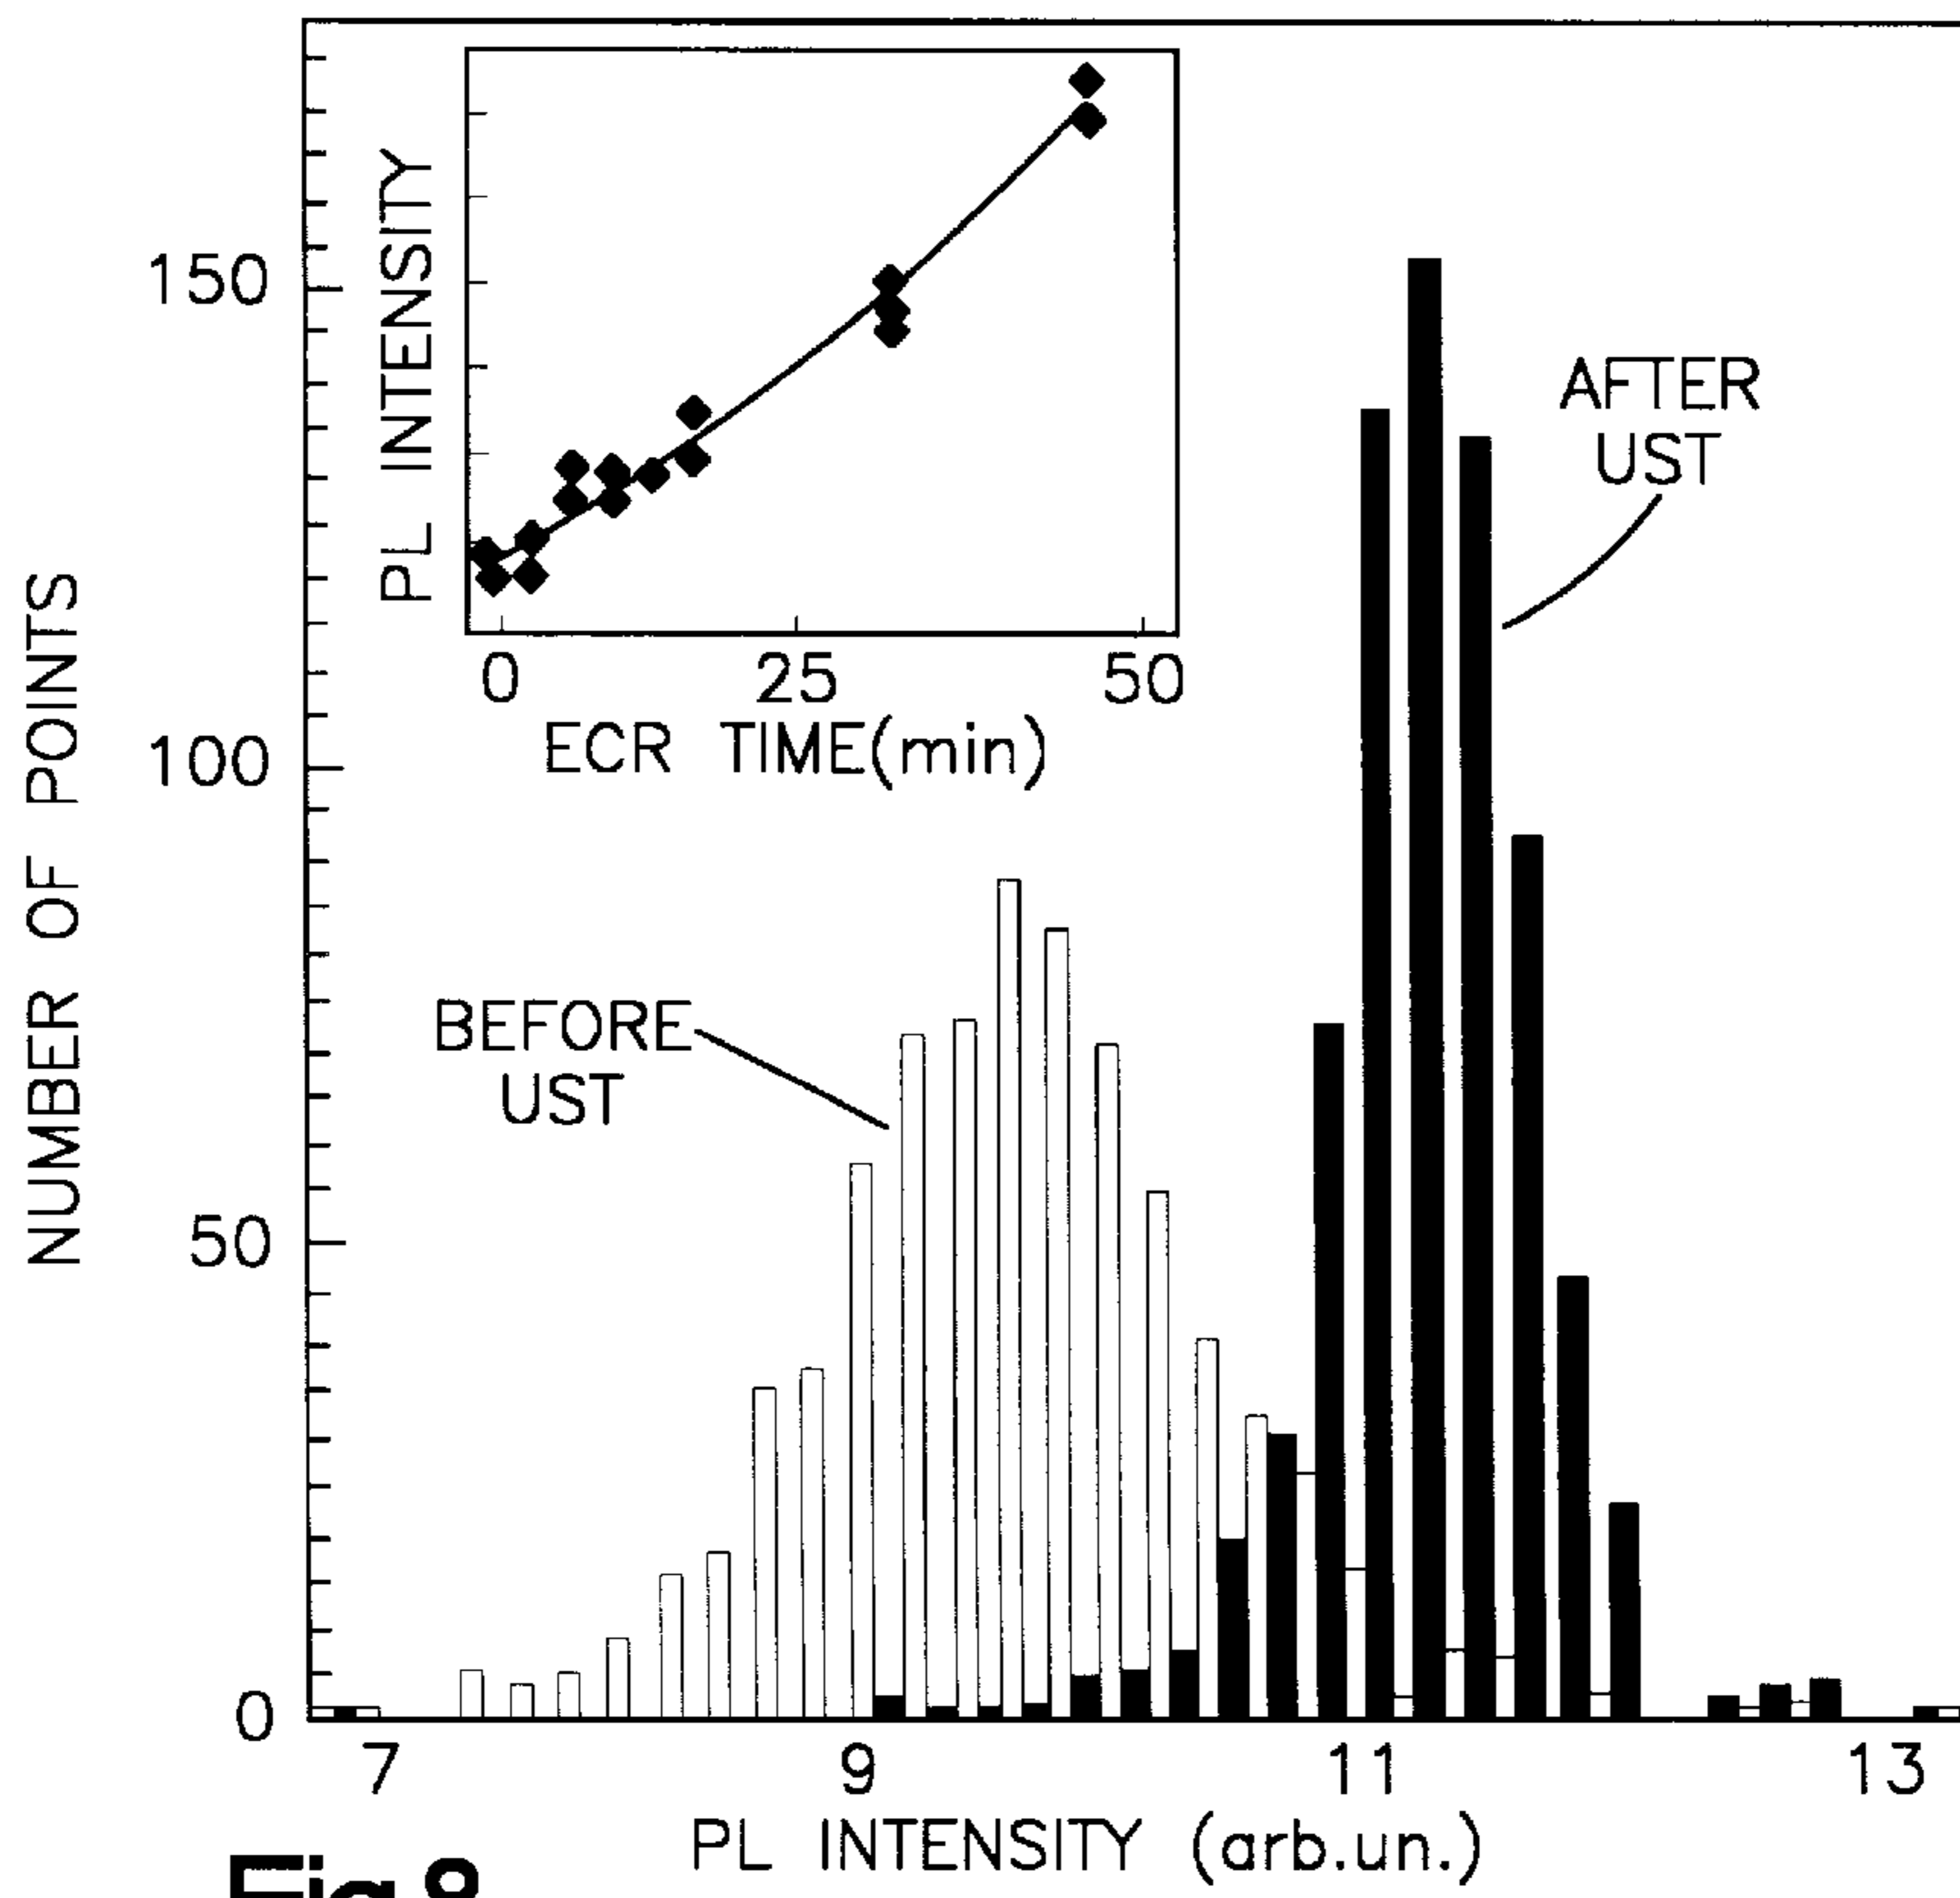 150
100
50
0
NUMBER OF POINTS
PL INTENSITY
0 25 50
ECR TIME(min)
AFTER
UST
BEFORE
UST
7 9 11 13
PL INTENSITY (arb.un.)